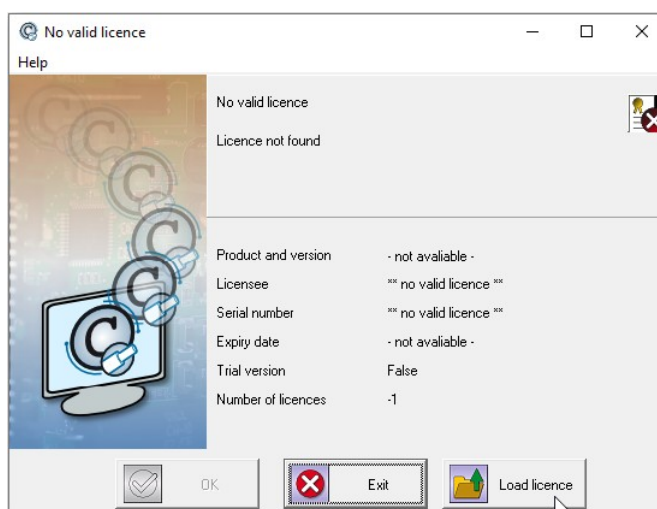 No valid licence
Help
No valid licence
Licence not found
Product and version - not avaliable -
Licensee ** no valid licence **
Serial number ** no valid licence **
Expiry date - not avaliable -
Trial version False
Number of licences -1
OK Exit Load licence